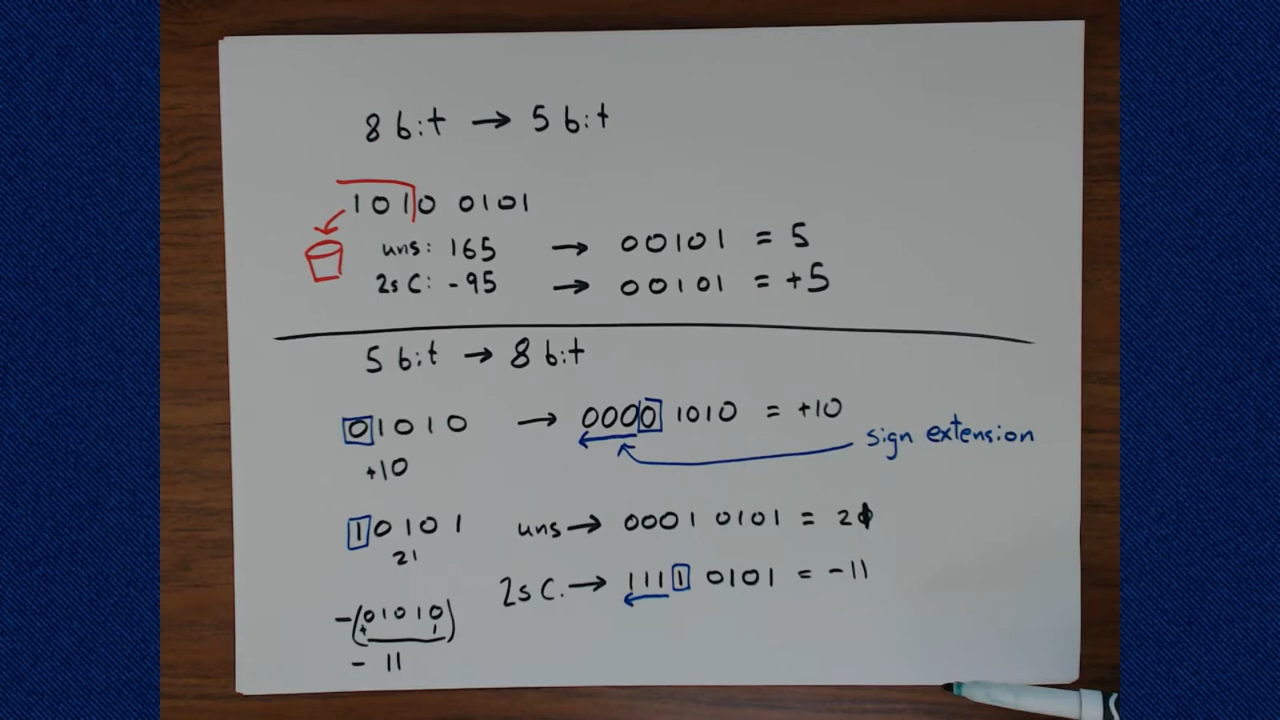 8 bit → 5 bit
1010 0101
uns: 165 → 00101 = 5
2s C: -95 → 00101 = +5
5 bit → 8 bit
01010 → 0000 1010 = +10
sign extension
+10
10101 uns → 0001 0101 = 21
21
2s C. → 1111 0101 = -11
-(01010
+ 1)
- 11